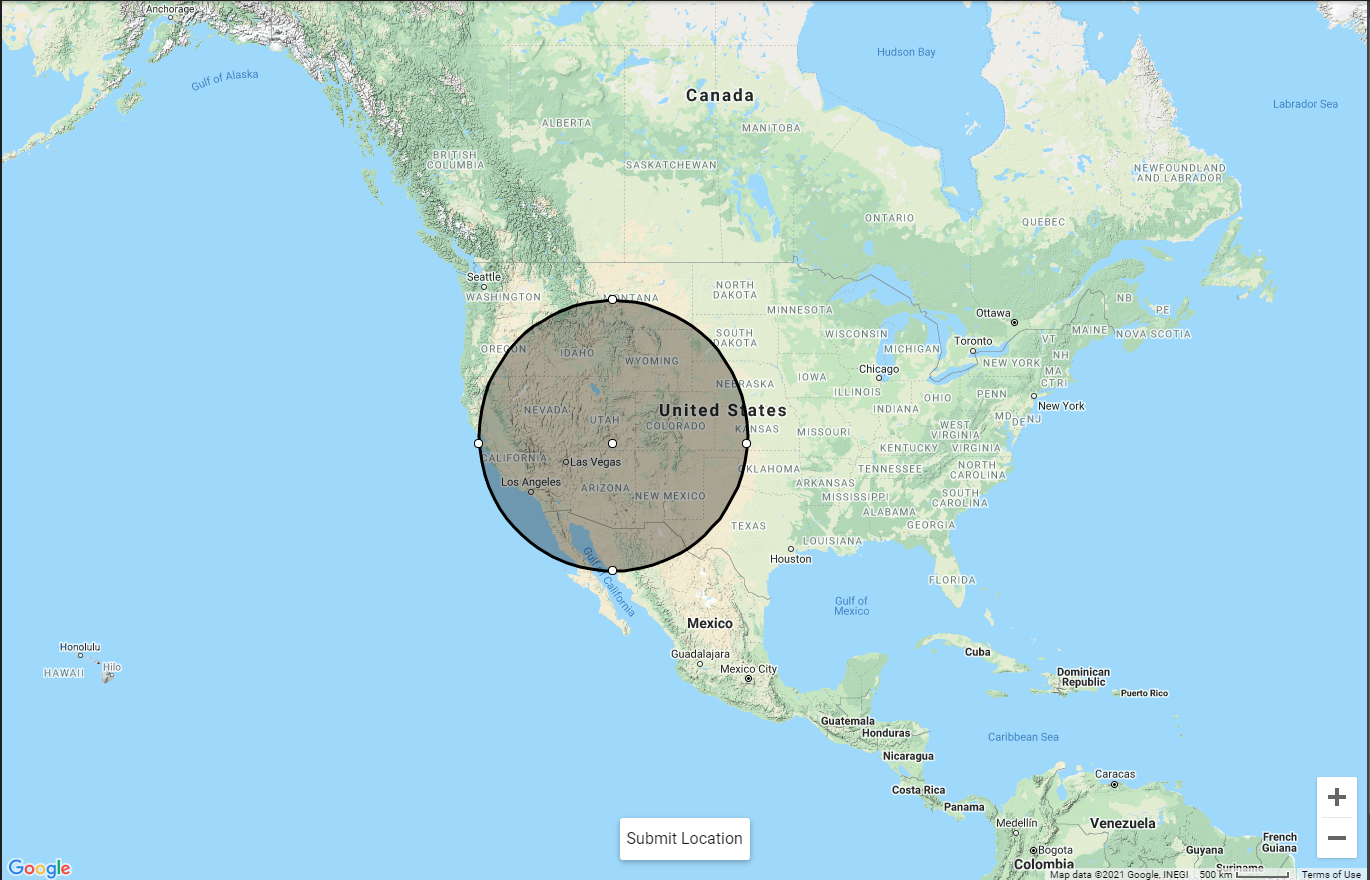 Anchorage
Hudson Bay
Gulf of Alaska
Canada
Labrador Sea
ALBERTA
MANITOBA
BRITISH
COLUMBIA
SASKATCHEWAN
NEWFOUNDLAND
AND LABRADOR
ONTARIO
QUEBEC
Seattle
WASHINGTON
MONTANA
NORTH
DAKOTA
MINNESOTA
Ottawa
NB
PE
MAINE
NOVA SCOTIA
OREGON
IDAHO
WYOMING
SOUTH
DAKOTA
WISCONSIN
MICHIGAN
Toronto
VT
NH
NEW YORK
MA
CT RI
Chicago
IOWA
NEBRASKA
ILLINOIS
INDIANA
OHIO
PENN
New York
NEVADA
UTAH
United States
COLORADO
KANSAS
MISSOURI
WEST
VIRGINIA
MD
DE
NJ
KENTUCKY
VIRGINIA
CALIFORNIA
Las Vegas
OKLAHOMA
TENNESSEE
NORTH
CAROLINA
Los Angeles
ARIZONA
NEW MEXICO
ARKANSAS
MISSISSIPPI
SOUTH
CAROLINA
ALABAMA
GEORGIA
TEXAS
LOUISIANA
Houston
FLORIDA
Gulf of California
Gulf of
Mexico
Mexico
Honolulu
HAWAII
Hilo
Guadalajara
Mexico City
Cuba
Dominican
Republic
Puerto Rico
Guatemala
Honduras
Nicaragua
Caribbean Sea
Costa Rica
Panama
Caracas
Medellín
Venezuela
Bogota
Colombia
Guyana
French
Guiana
Suriname
Submit Location
Google
Map data ©2021 Google, INEGI
500 km
Terms of Use